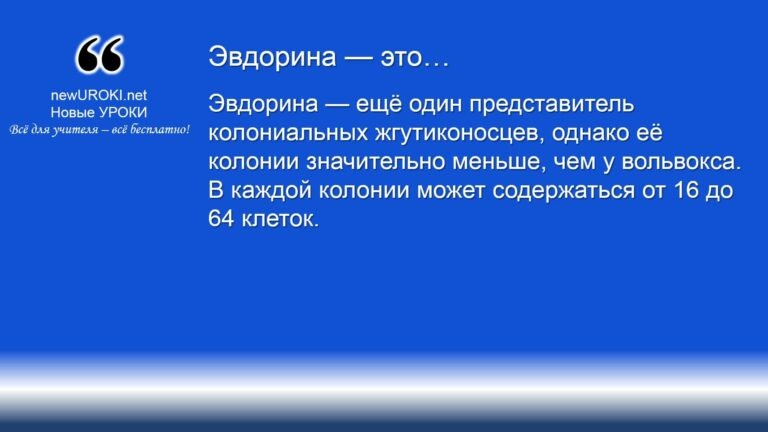 “
newUROKI.net
Новые УРОКИ
Всё для учителя – всё бесплатно!
Эвдорина — это…
Эвдорина — ещё один представитель
колониальных жгутиконосцев, однако её
колонии значительно меньше, чем у вольвокса.
В каждой колонии может содержаться от 16 до
64 клеток.